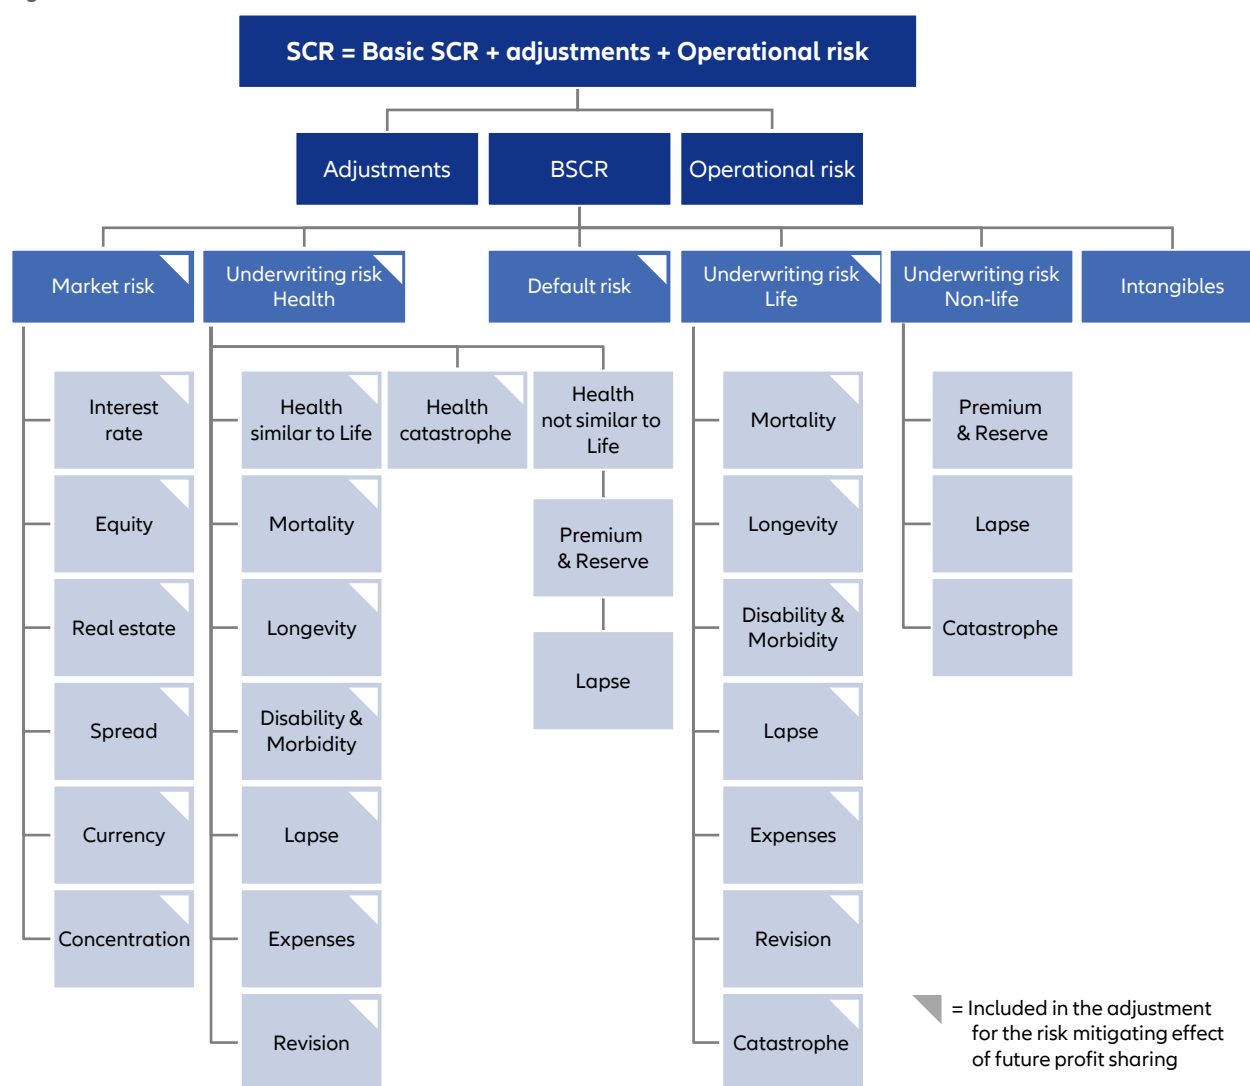 SCR = Basic SCR + adjustments + Operational risk
Adjustments
BSCR
Operational risk
Market risk
Underwriting risk
Health
Default risk
Underwriting risk
Life
Underwriting risk
Non-life
Intangibles
Interest
rate
Equity
Real estate
Spread
Currency
Concentration
Health
similar to Life
Mortality
Longevity
Disability &
Morbidity
Lapse
Expenses
Revision
Health
catastrophe
Health
not similar to
Life
Premium
& Reserve
Lapse
Mortality
Longevity
Disability &
Morbidity
Lapse
Expenses
Revision
Catastrophe
Premium
& Reserve
Lapse
Catastrophe
= Included in the adjustment
for the risk mitigating effect
of future profit sharing